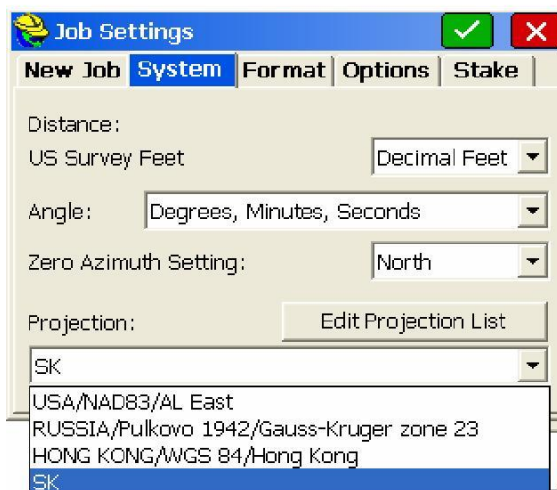 Job Settings
New Job System Format Options Stake
Distance:
US Survey Feet Decimal Feet
Angle: Degrees, Minutes, Seconds
Zero Azimuth Setting: North
Projection: Edit Projection List
SK
USA/NAD83/AL East
RUSSIA/Pulkovo 1942/Gauss-Kruger zone 23
HONG KONG/WGS 84/Hong Kong
SK